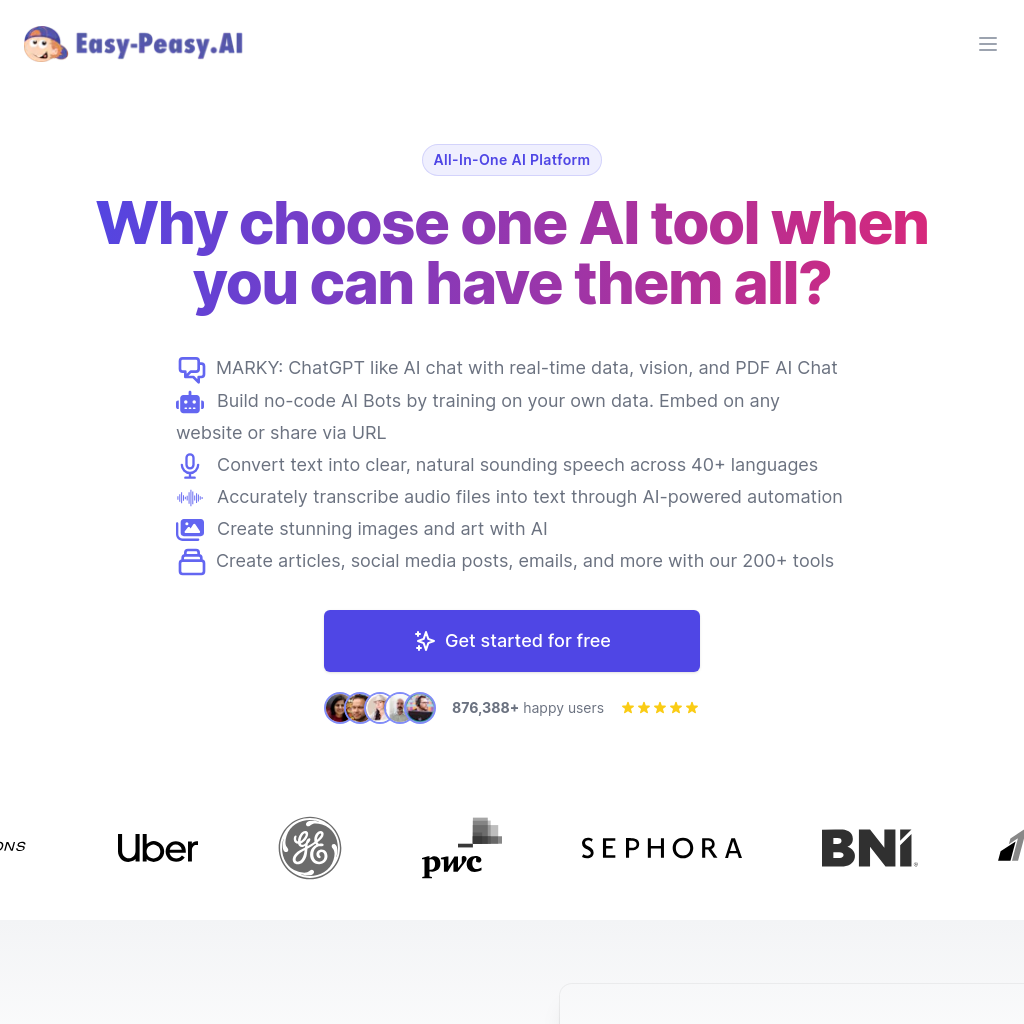 Easy-Peasy.AI
All-In-One AI Platform
Why choose one AI tool when
you can have them all?
MARKY: ChatGPT like AI chat with real-time data, vision, and PDF AI Chat
Build no-code AI Bots by training on your own data. Embed on any
website or share via URL
Convert text into clear, natural sounding speech across 40+ languages
Accurately transcribe audio files into text through AI-powered automation
Create stunning images and art with AI
Create articles, social media posts, emails, and more with our 200+ tools
Get started for free
876,388+ happy users
ONS Uber GE pwc SEPHORA BNI®